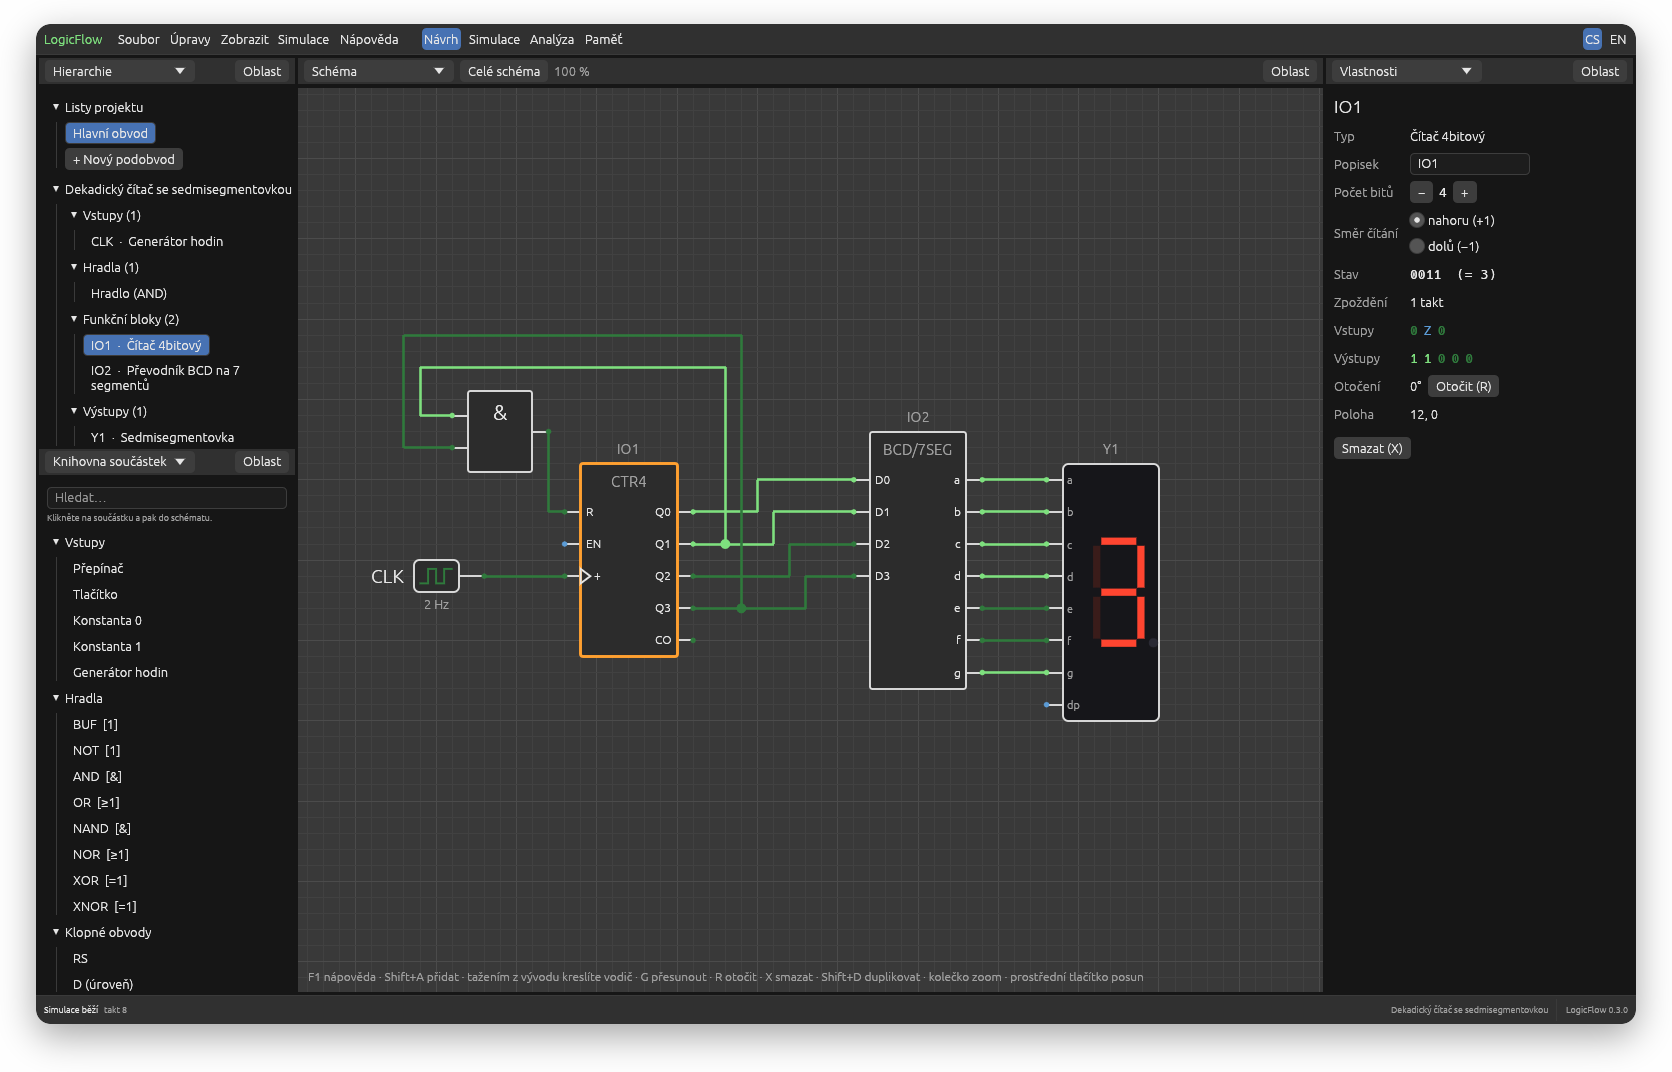 LogicFlow Soubor Úpravy Zobrazit Simulace Nápověda Návrh Simulace Analýza Paměť CS EN
Hierarchie Oblast
Listy projektu
Hlavní obvod
+ Nový podobvod
Dekadický čítač se sedmisegmentovkou
Vstupy (1)
CLK · Generátor hodin
Hradla (1)
Hradlo (AND)
Funkční bloky (2)
IO1 · Čítač 4bitový
IO2 · Převodník BCD na 7
segmentů
Výstupy (1)
Y1 · Sedmisegmentovka
Knihovna součástek Oblast
Hledat…
Klikněte na součástku a pak do schématu.
Vstupy
Přepínač
Tlačítko
Konstanta 0
Konstanta 1
Generátor hodin
Hradla
BUF [1]
NOT [1]
AND [&]
OR [≥1]
NAND [&]
NOR [≥1]
XOR [=1]
XNOR [=1]
Klopné obvody
RS
D (úroveň)
Schéma Celé schéma 100 % Oblast
&
CLK
2 Hz
IO1
CTR4
R Q0
EN Q1
+ Q2
Q3
CO
IO2
BCD/7SEG
D0 a
D1 b
D2 c
D3 d
e
f
g
Y1
a
b
c
d
e
f
g
dp
3
F1 nápověda · Shift+A přidat · tažením z vývodu kreslíte vodič · G přesunout · R otočit · X smazat · Shift+D duplikovat · kolečko zoom · prostřední tlačítko posun
Vlastnosti Oblast
IO1
Typ Čítač 4bitový
Popisek IO1
Počet bitů − 4 +
Směr čítání nahoru (+1)
dolů (−1)
Stav 0011 (= 3)
Zpoždění 1 takt
Vstupy 0 Z 0
Výstupy 1 1 0 0 0
Otočení 0° Otočit (R)
Poloha 12, 0
Smazat (X)
Simulace běží takt 8 Dekadický čítač se sedmisegmentovkou LogicFlow 0.3.0